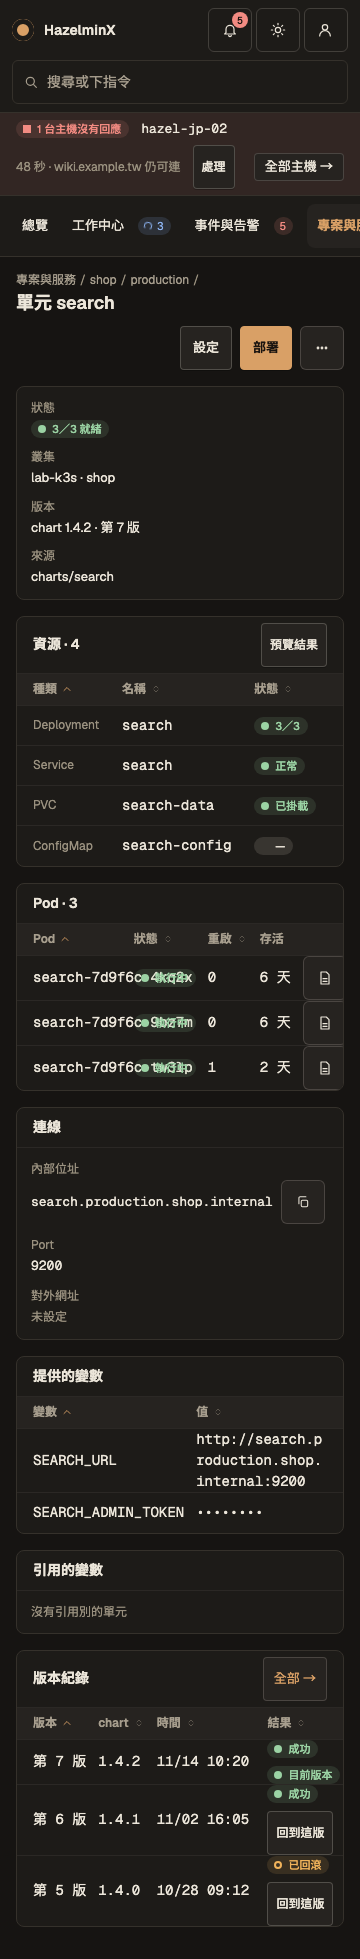 HazelminX
5
搜尋或下指令
1 台主機沒有回應 hazel-jp-02
48 秒 · wiki.example.tw 仍可連 處理 全部主機 →
總覽 工作中心 3 事件與告警 5 專案與
專案與服務 / shop / production /
單元 search
設定 部署 ···
狀態
3／3 就緒
叢集
lab-k3s · shop
版本
chart 1.4.2 · 第 7 版
來源
charts/search
資源 · 4 預覽結果
種類 名稱 狀態
Deployment search 3／3
Service search 正常
PVC search-data 已掛載
ConfigMap search-config —
Pod · 3
Pod 狀態 重啟 存活
search-7d9f6c 0 6 天
search-7d9f6c 0 6 天
search-7d9f6c 1 2 天
連線
內部位址
search.production.shop.internal
Port
9200
對外網址
未設定
提供的變數
變數 值
SEARCH_URL http://search.p
roduction.shop.
internal:9200
SEARCH_ADMIN_TOKEN ••••••••
引用的變數
沒有引用別的單元
版本紀錄 全部 →
版本 chart 時間 結果
第 7 版 1.4.2 11/14 10:20 成功
目前版本
第 6 版 1.4.1 11/02 16:05 成功
回到這版
第 5 版 1.4.0 10/28 09:12 已回滾
回到這版